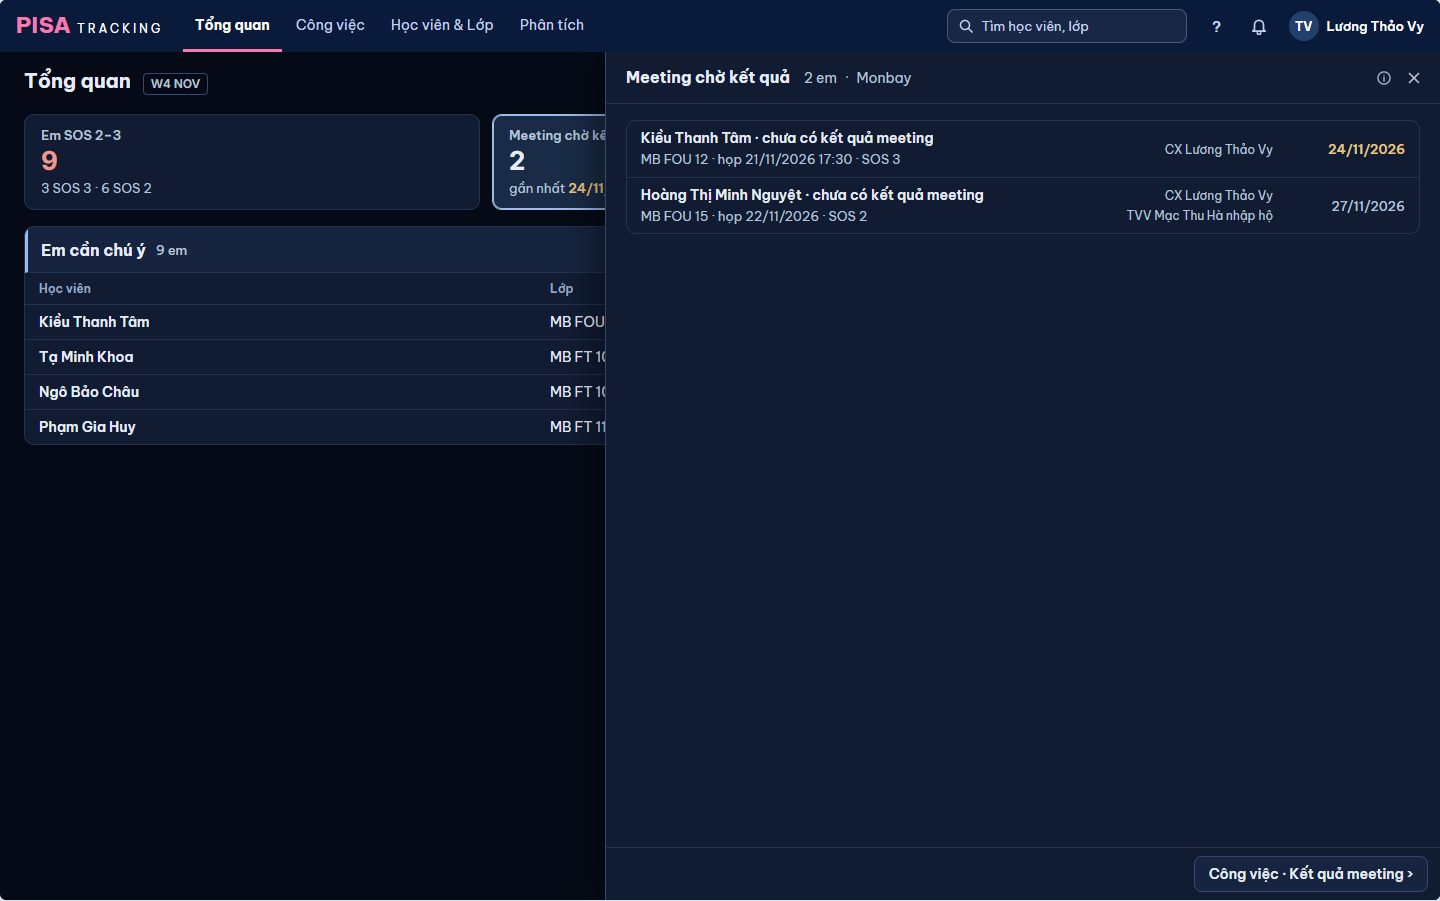 PISA TRACKING
Tổng quan
Công việc
Học viên & Lớp
Phân tích
Tìm học viên, lớp
?
TV
Lương Thảo Vy
Tổng quan
W4 NOV
Em SOS 2–3
9
3 SOS 3 · 6 SOS 2
Meeting chờ kế
2
gần nhất 24/11
Em cần chú ý
9 em
Học viên
Lớp
Kiều Thanh Tâm
MB FOU
Tạ Minh Khoa
MB FT 10
Ngô Bảo Châu
MB FT 10
Phạm Gia Huy
MB FT 11
Meeting chờ kết quả
2 em · Monbay
Kiều Thanh Tâm · chưa có kết quả meeting
MB FOU 12 · họp 21/11/2026 17:30 · SOS 3
CX Lương Thảo Vy
24/11/2026
Hoàng Thị Minh Nguyệt · chưa có kết quả meeting
MB FOU 15 · họp 22/11/2026 · SOS 2
CX Lương Thảo Vy
TVV Mạc Thu Hà nhập hộ
27/11/2026
Công việc · Kết quả meeting ›